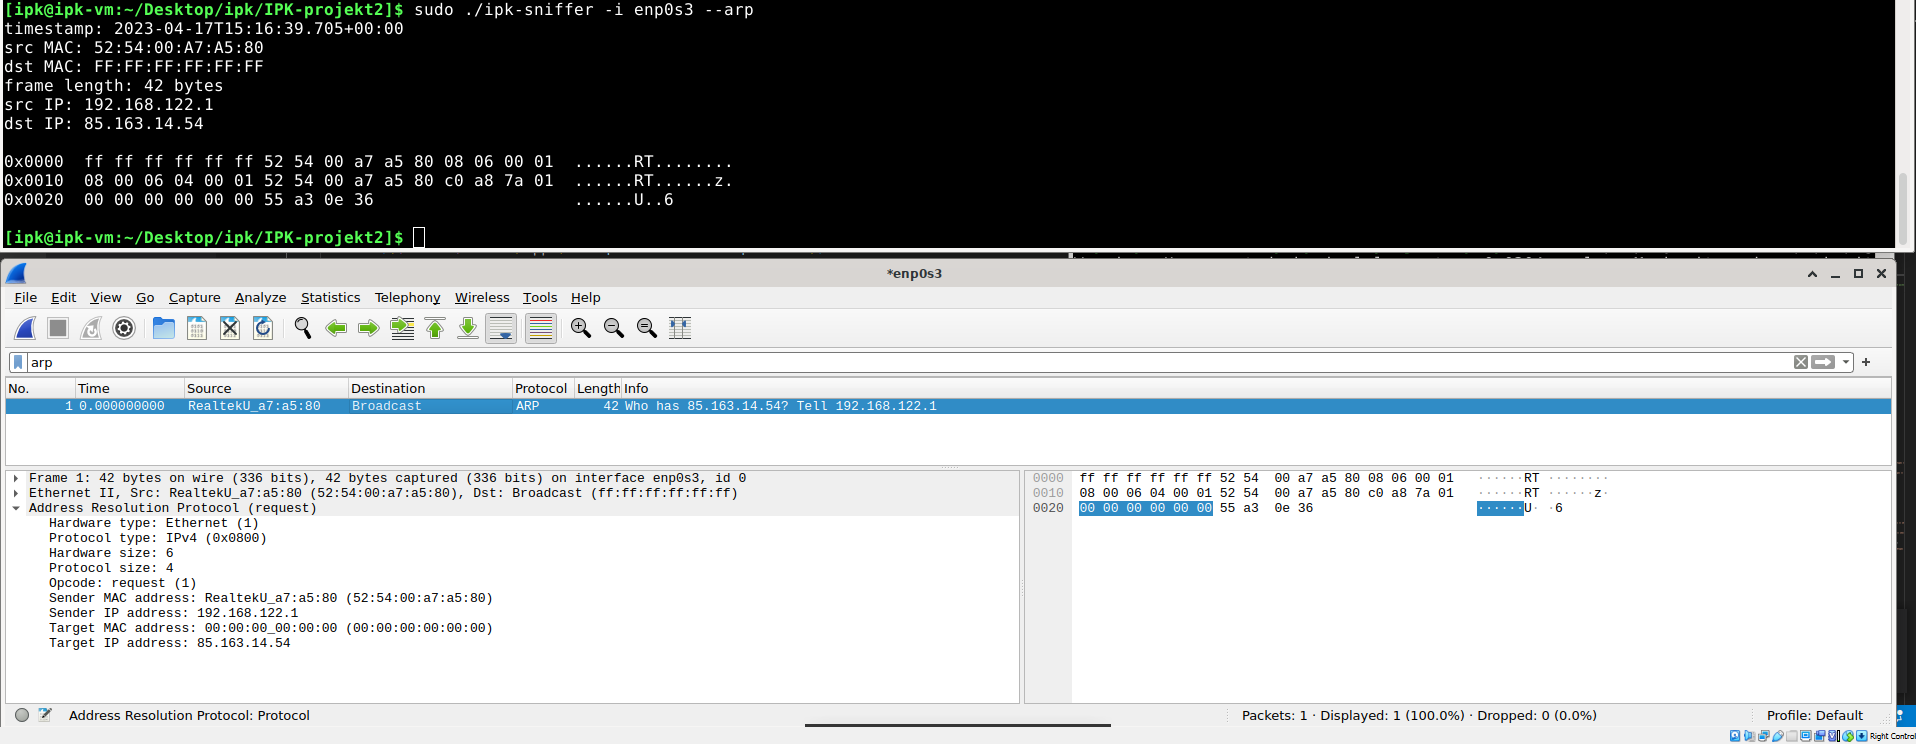 [ipk@ipk-vm:~/Desktop/ipk/IPK-projekt2]$ sudo ./ipk-sniffer -i enp0s3 --arp
timestamp: 2023-04-17T15:16:39.705+00:00
src MAC: 52:54:00:A7:A5:80
dst MAC: FF:FF:FF:FF:FF:FF
frame length: 42 bytes
src IP: 192.168.122.1
dst IP: 85.163.14.54
0x0000  ff ff ff ff ff ff 52 54 00 a7 a5 80 08 06 00 01  ......RT........
0x0010  08 00 06 04 00 01 52 54 00 a7 a5 80 c0 a8 7a 01  ......RT......z.
0x0020  00 00 00 00 00 00 55 a3 0e 36  ......U..6
[ipk@ipk-vm:~/Desktop/ipk/IPK-projekt2]$
*enp0s3
File Edit View Go Capture Analyze Statistics Telephony Wireless Tools Help
arp
No. Time Source Destination Protocol Length Info
1 0.000000000 RealtekU_a7:a5:80 Broadcast ARP 42 Who has 85.163.14.54? Tell 192.168.122.1
Frame 1: 42 bytes on wire (336 bits), 42 bytes captured (336 bits) on interface enp0s3, id 0
Ethernet II, Src: RealtekU_a7:a5:80 (52:54:00:a7:a5:80), Dst: Broadcast (ff:ff:ff:ff:ff:ff)
Address Resolution Protocol (request)
Hardware type: Ethernet (1)
Protocol type: IPv4 (0x0800)
Hardware size: 6
Protocol size: 4
Opcode: request (1)
Sender MAC address: RealtekU_a7:a5:80 (52:54:00:a7:a5:80)
Sender IP address: 192.168.122.1
Target MAC address: 00:00:00_00:00:00 (00:00:00:00:00:00)
Target IP address: 85.163.14.54
0000 ff ff ff ff ff ff 52 54  00 a7 a5 80 08 06 00 01 ······RT ········
0010 08 00 06 04 00 01 52 54  00 a7 a5 80 c0 a8 7a 01 ······RT ······z·
0020 00 00 00 00 00 00 55 a3  0e 36 ······U· ·6
Address Resolution Protocol: Protocol
Packets: 1 · Displayed: 1 (100.0%) · Dropped: 0 (0.0%)
Profile: Default
Right Control